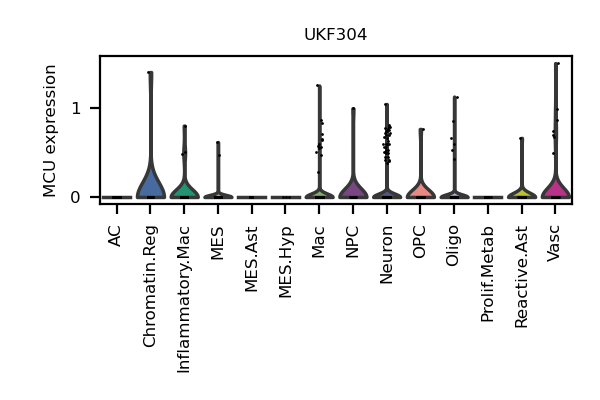 UKF304
MCU expression
1
0
AC
Chromatin.Reg
Inflammatory.Mac
MES
MES.Ast
MES.Hyp
Mac
NPC
Neuron
OPC
Oligo
Prolif.Metab
Reactive.Ast
Vasc